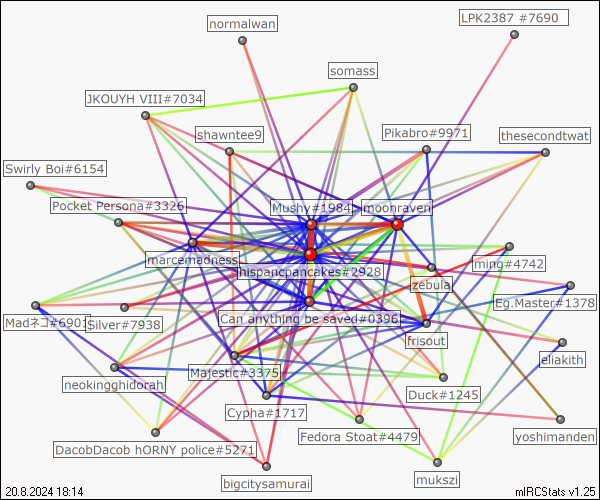 normalwan
LPK2387 #7690
somass
JKOUYH VIII#7034
shawntee9
Pikabro#9971
thesecondtwat
Swirly Boi#6154
Pocket Persona#3326
Mushy#1984
moonraven
marcemadness
hispancpancakes#2928
ming#4742
zebula
Eg.Master#1378
Madネコ#6901
Silver#7938
Can anything be saved#0396
frisout
eliakith
neokingghidorah
Majestic#3375
Duck#1245
Cypha#1717
DacobDacob hORNY police#5271
Fedora Stoat#4479
yoshimanden
bigcitysamurai
mukszi
20.8.2024 18:14
mIRCStats v1.25